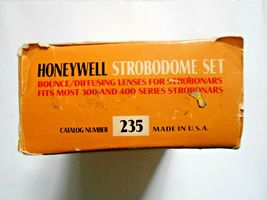 HONEYWELL STROBODOME SET
BOUNCE/DIFFUSING LENSES FOR STROBONARS
FITS MOST 300 AND 400 SERIES STROBONARS
CATALOG NUMBER 235 MADE IN U.S.A.